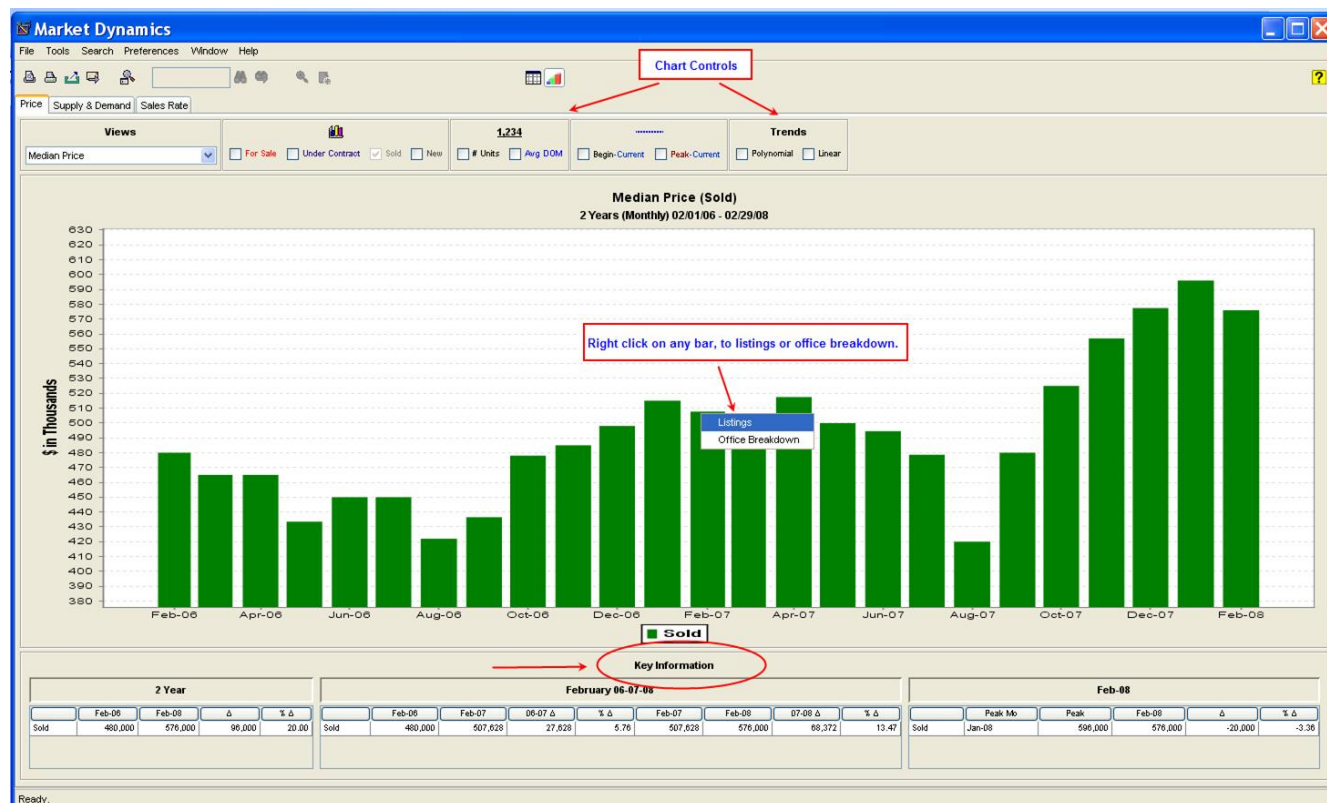 Market Dynamics
File Tools Search Preferences Window Help
Chart Controls
?
Price Supply & Demand Sales Rate
Views 1,234 Trends
Median Price For Sale Under Contract Sold New # Units Avg DOM Begin-Current Peak-Current Polynomial Linear
Median Price (Sold)
2 Years (Monthly) 02/01/06 - 02/29/08
$ in Thousands
630
620
610
600
590
580
570
560
550
540
530
520
510
500
490
480
470
460
450
440
430
420
410
400
390
380
Right click on any bar, to listings or office breakdown.
Listings
Office Breakdown
Feb-06 Apr-06 Jun-06 Aug-06 Oct-06 Dec-06 Feb-07 Apr-07 Jun-07 Aug-07 Oct-07 Dec-07 Feb-08
Sold
Key Information
2 Year
Feb-06 Feb-08 Δ % Δ
Sold 480,000 576,000 96,000 20.00
February 06-07-08
Feb-06 Feb-07 06-07 Δ % Δ Feb-07 Feb-08 07-08 Δ % Δ
Sold 480,000 507,628 27,628 5.76 507,628 576,000 68,372 13.47
Feb-08
Peak Mo Peak Feb-08 Δ % Δ
Sold Jan-08 596,000 576,000 -20,000 -3.36
Ready.